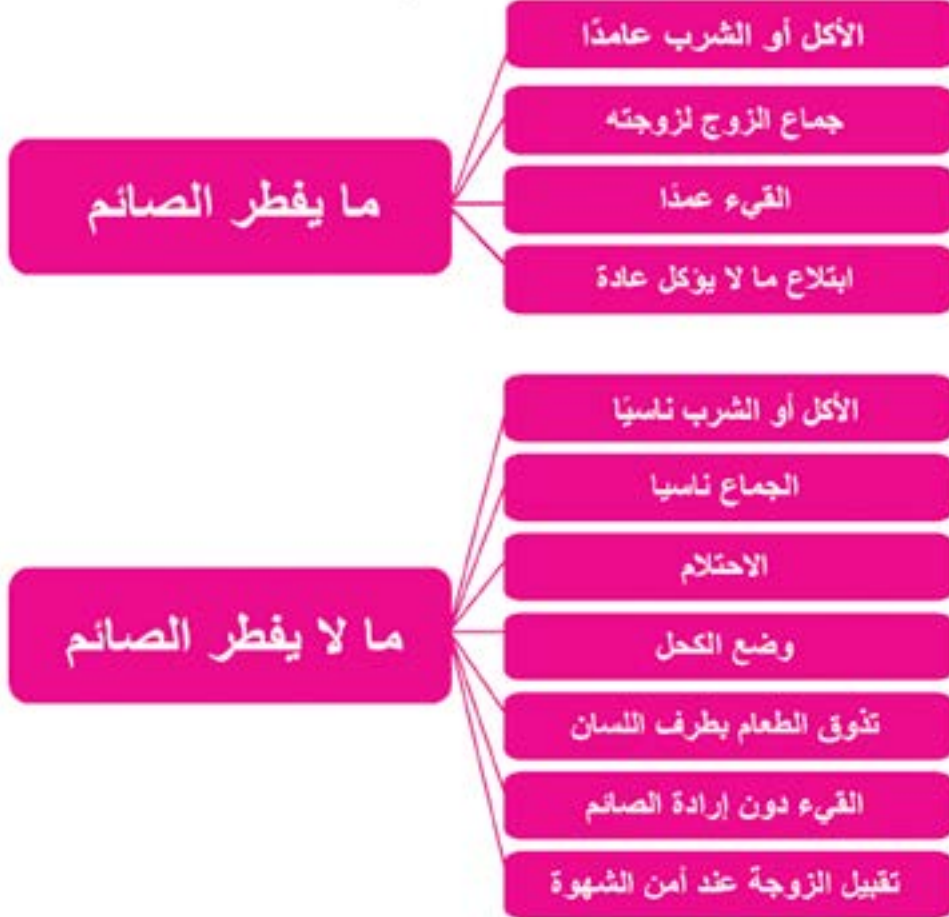 ما يفطر الصائم
الأكل أو الشرب عامدًا
جماع الزوج لزوجته
القيء عمدًا
ابتلاع ما لا يؤكل عادة
ما لا يفطر الصائم
الأكل أو الشرب ناسيًا
الجماع ناسيا
الاحتلام
وضع الكحل
تذوق الطعام بطرف اللسان
القيء دون إرادة الصائم
تقبيل الزوجة عند أمن الشهوة